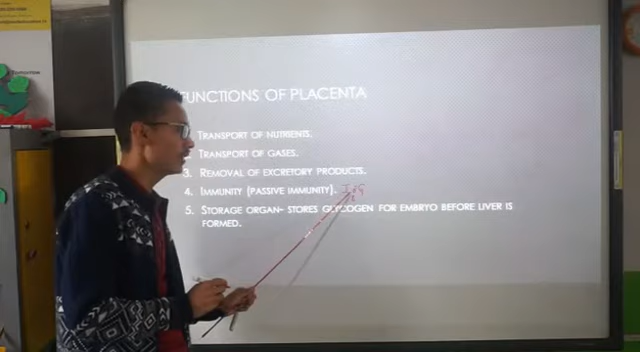 FUNCTIONS OF PLACENTA
TRANSPORT OF NUTRIENTS.
TRANSPORT OF GASES.
3. REMOVAL OF EXCRETORY PRODUCTS.
4. IMMUNITY (PASSIVE IMMUNITY).
5. STORAGE ORGAN- STORES GLYCOGEN FOR EMBRYO BEFORE LIVER IS
FORMED.